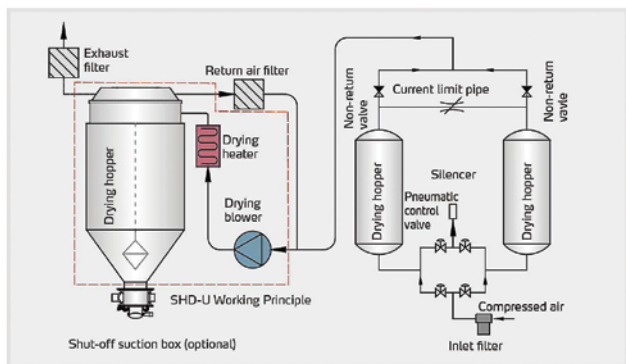 Exhaust
filter
Return air filter
Drying
heater
Drying hopper
Drying
blower
SHD-U Working Principle
Shut-off suction box (optional)
Non-return
valve
Current limit pipe
Non-return
vavle
Drying hopper
Silencer
Pneumatic
control
valve
Drying hopper
Compressed air
Inlet filter